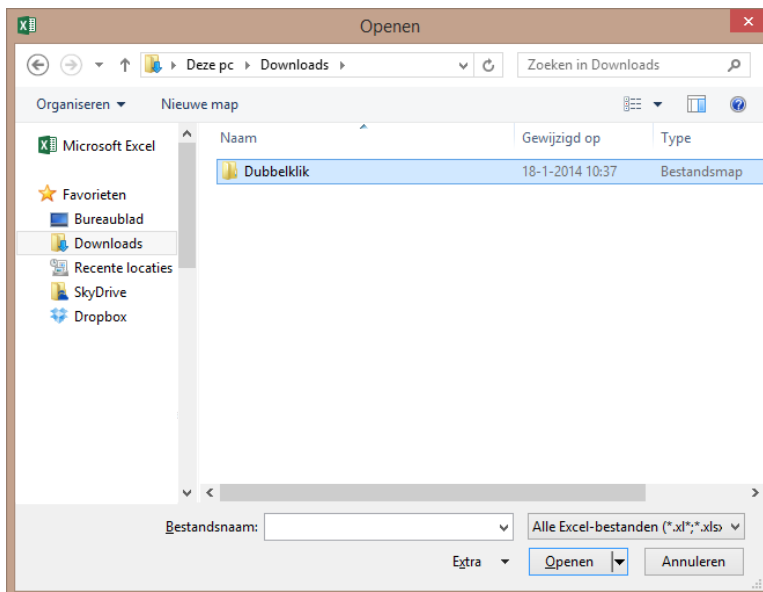 Openen
Deze pc Downloads Zoeken in Downloads
Organiseren Nieuwe map
Microsoft Excel
Favorieten
Bureaublad
Downloads
Recente locaties
SkyDrive
Dropbox
Naam Gewijzigd op Type
Dubbelklik 18-1-2014 10:37 Bestandsmap
Bestandsnaam: Alle Excel-bestanden (*.xl*;*.xls›
Extra Openen Annuleren